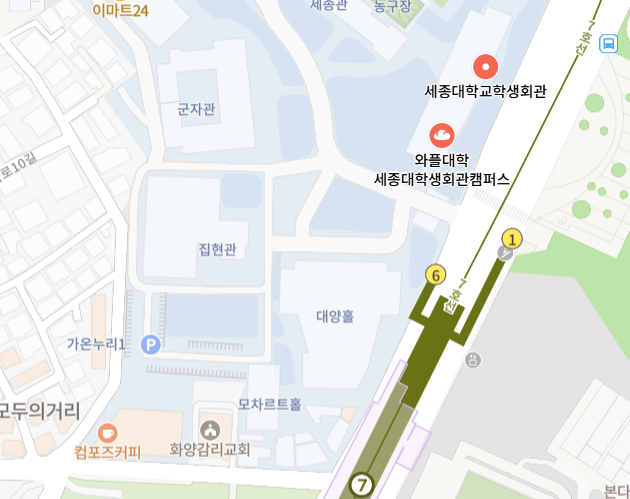 이마트24
세종관
농구장
7호선
세종대학교학생회관
군자관
와플대학
세종대학생회관캠퍼스
로10길
집현관
1
6
7호선
대양홀
가온누리1
P
모차르트홀
모두의거리
컴포즈커피
화양감리교회
7
본다